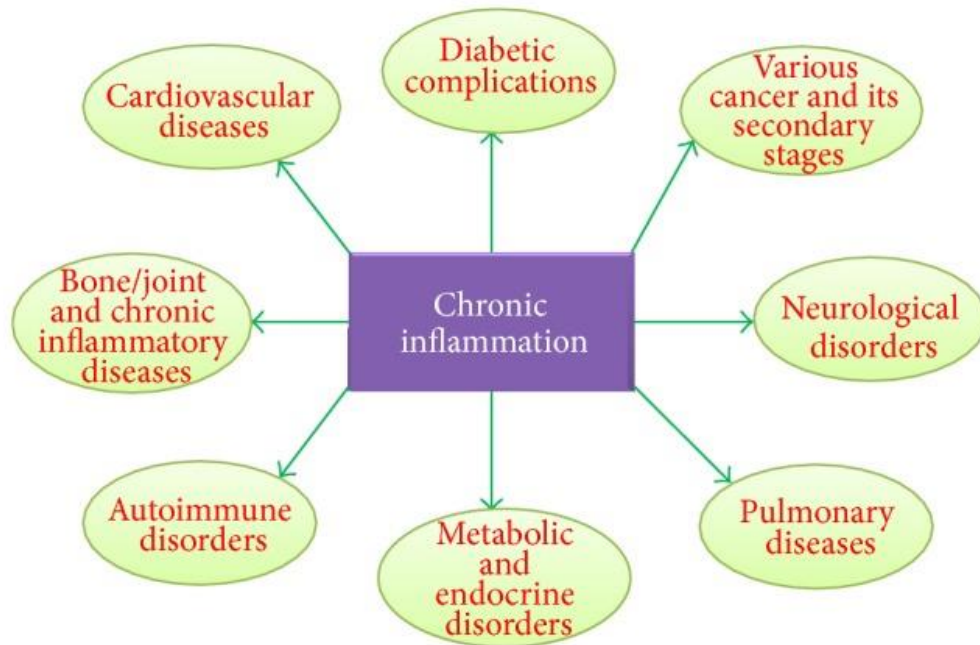 Diabetic
complications
Various
cancer and its
secondary
stages
Cardiovascular
diseases
Bone/joint
and chronic
inflammatory
diseases
Chronic
inflammation
Neurological
disorders
Autoimmune
disorders
Metabolic
and
endocrine
disorders
Pulmonary
diseases